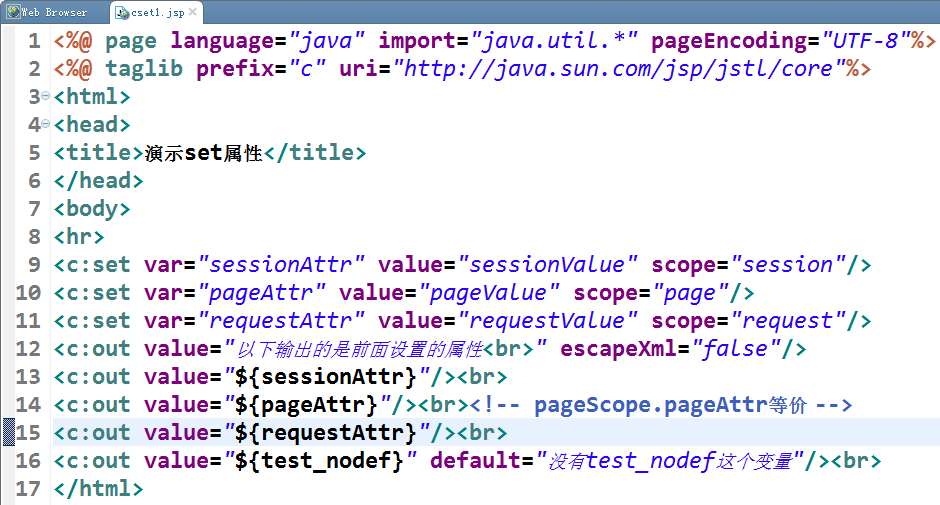 Web Browser cset1.jsp
1 <%@ page language="java" import="java.util.*" pageEncoding="UTF-8"%>
2 <%@ taglib prefix="c" uri="http://java.sun.com/jsp/jstl/core"%>
3 <html>
4 <head>
5 <title>演示set属性</title>
6 </head>
7 <body>
8 <hr>
9 <c:set var="sessionAttr" value="sessionValue" scope="session"/>
10 <c:set var="pageAttr" value="pageValue" scope="page"/>
11 <c:set var="requestAttr" value="requestValue" scope="request"/>
12 <c:out value="以下输出的是前面设置的属性<br>" escapeXml="false"/>
13 <c:out value="${sessionAttr}"/><br>
14 <c:out value="${pageAttr}"/><br><!-- pageScope.pageAttr等价 -->
15 <c:out value="${requestAttr}"/><br>
16 <c:out value="${test_nodef}" default="没有test_nodef这个变量"/><br>
17 </html>